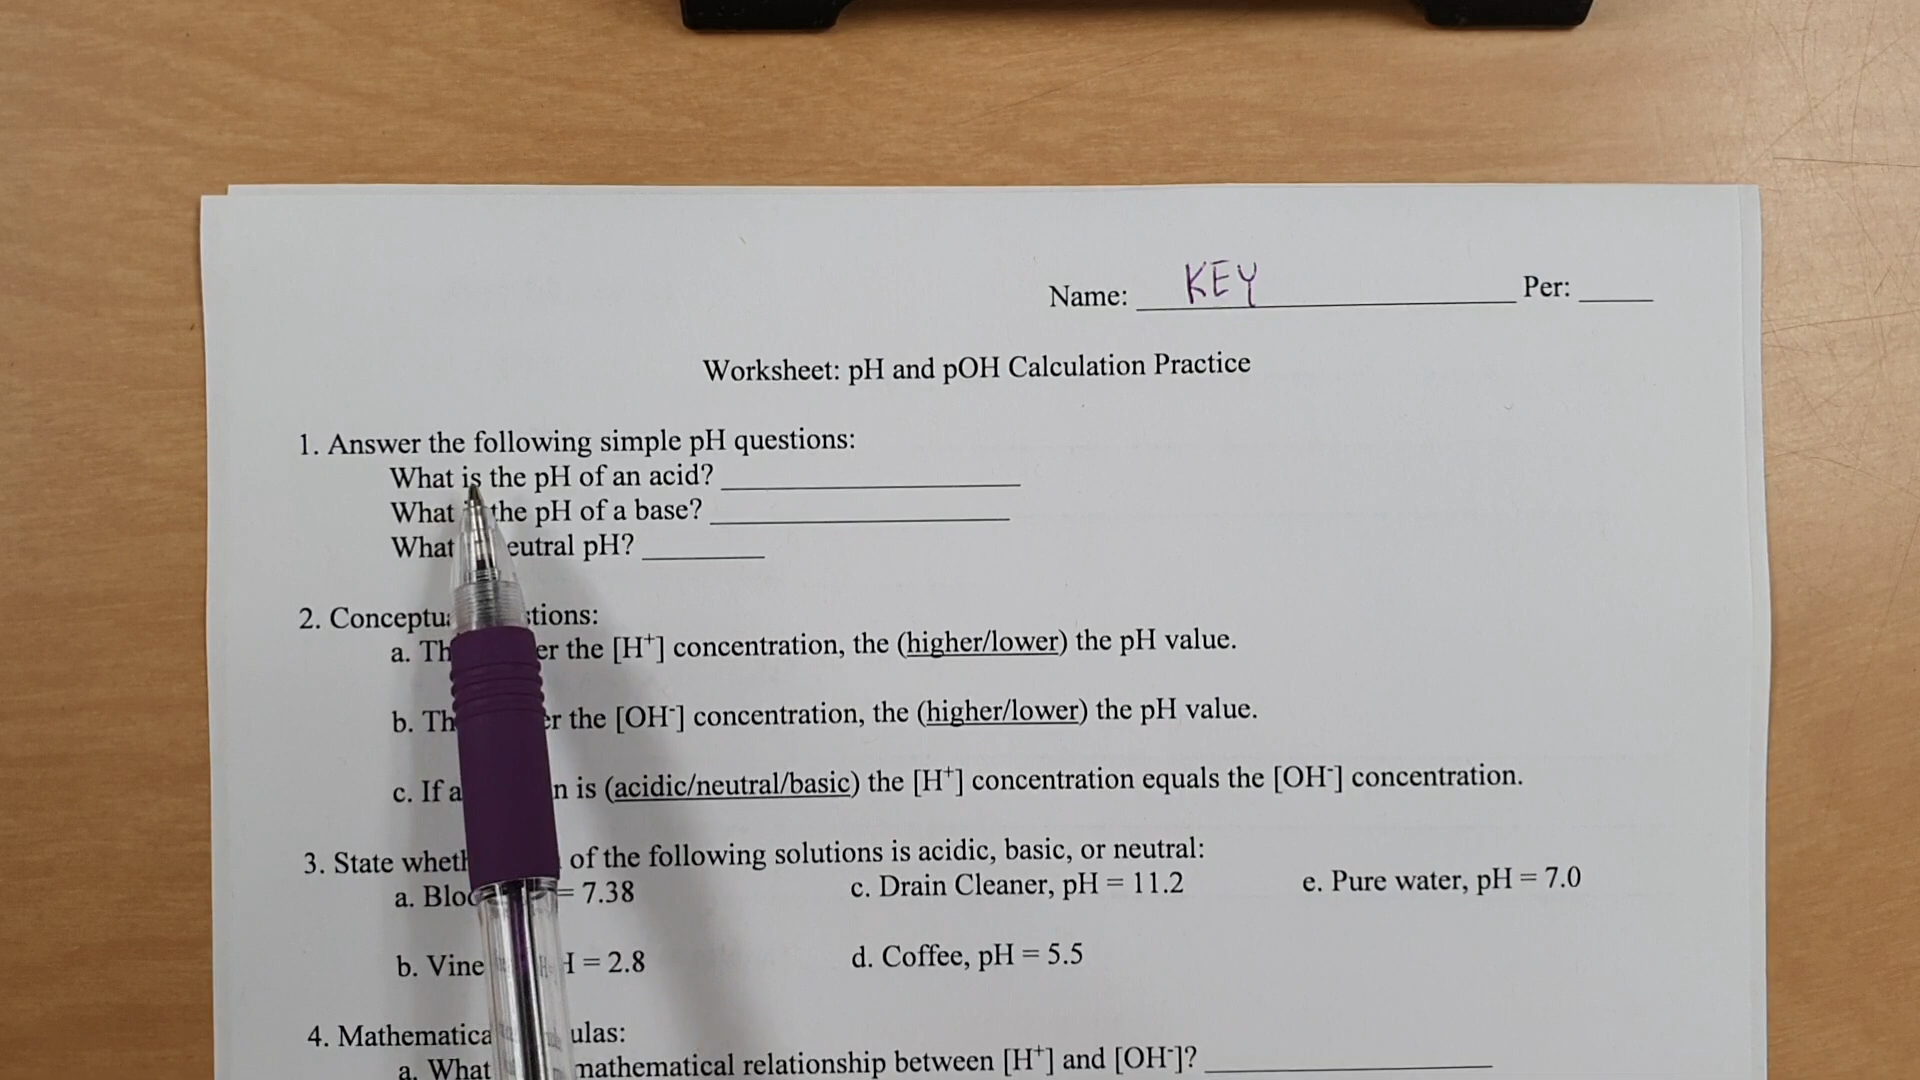 Name: KEY Per:
Worksheet: pH and pOH Calculation Practice
1. Answer the following simple pH questions:
What is the pH of an acid?
What the pH of a base?
What eutral pH?
2. Conceptu tions:
a. Th er the [H⁺] concentration, the (higher/lower) the pH value.
b. Th er the [OH⁻] concentration, the (higher/lower) the pH value.
c. If a n is (acidic/neutral/basic) the [H⁺] concentration equals the [OH⁻] concentration.
3. State wheth of the following solutions is acidic, basic, or neutral:
a. Bloo = 7.38 c. Drain Cleaner, pH = 11.2 e. Pure water, pH = 7.0
b. Vine H = 2.8 d. Coffee, pH = 5.5
4. Mathematica ulas:
a. What mathematical relationship between [H⁺] and [OH⁻]?